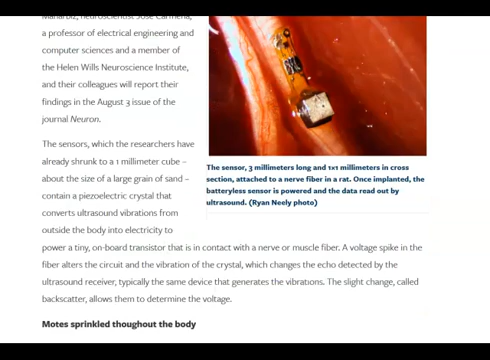 Maharbiz, neuroscientist Jose Carmena,
a professor of electrical engineering and
computer sciences and a member of
the Helen Wills Neuroscience Institute,
and their colleagues will report their
findings in the August 3 issue of the
journal Neuron.
The sensors, which the researchers have
already shrunk to a 1 millimeter cube –
about the size of a large grain of sand –
contain a piezoelectric crystal that
converts ultrasound vibrations from
outside the body into electricity to
The sensor, 3 millimeters long and 1×1 millimeters in cross
section, attached to a nerve fiber in a rat. Once implanted, the
batteryless sensor is powered and the data read out by
ultrasound. (Ryan Neely photo)
power a tiny, on-board transistor that is in contact with a nerve or muscle fiber. A voltage spike in the
fiber alters the circuit and the vibration of the crystal, which changes the echo detected by the
ultrasound receiver, typically the same device that generates the vibrations. The slight change, called
backscatter, allows them to determine the voltage.
Motes sprinkled thoughout the body